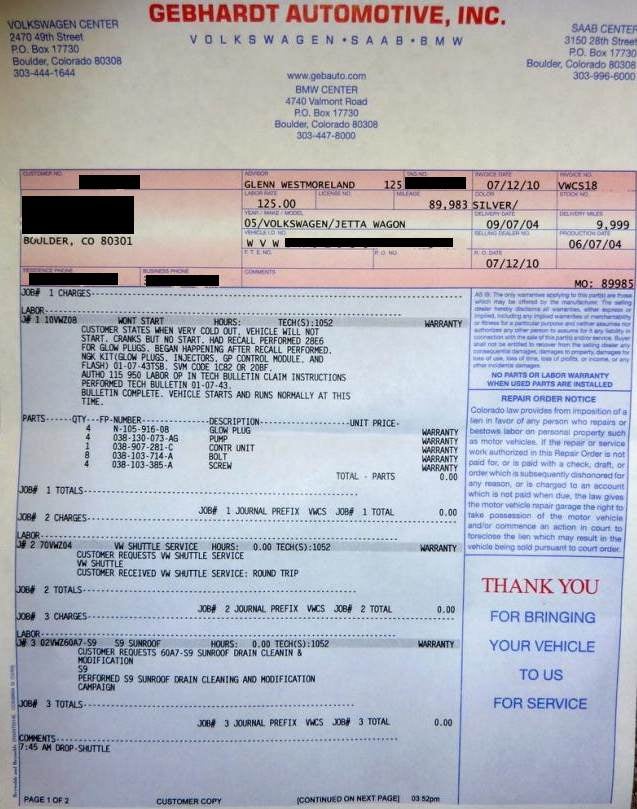 GEBHARDT AUTOMOTIVE, INC.
VOLKSWAGEN • SAAB • BMW
VOLKSWAGEN CENTER
2470 49th Street
P.O. Box 17730
Boulder, Colorado 80308
303-444-1644
www.gebauto.com
BMW CENTER
4740 Valmont Road
P.O. Box 17730
Boulder, Colorado 80308
303-447-8000
SAAB CENTER
3150 28th Street
P.O. Box 17730
Boulder, Colorado 80308
303-996-6000
CUSTOMER NO. ADVISOR TAG NO. INVOICE DATE INVOICE NO.
GLENN WESTMORELAND 125 07/12/10 VWCS18
LABOR RATE LICENSE NO. MILEAGE COLOR STOCK NO.
125.00 89,983 SILVER/
YEAR / MAKE / MODEL DELIVERY DATE DELIVERY MILES
05/VOLKSWAGEN/JETTA WAGON 09/07/04 9,999
VEHICLE I.D. NO. SELLING DEALER NO. PRODUCTION DATE
W V W 06/07/04
BOULDER, CO 80301
F. T. E. NO. P. O. NO. R. O. DATE
07/12/10
RESIDENCE PHONE BUSINESS PHONE COMMENTS
MO: 89985
JOB# 1 CHARGES
LABOR
J# 1 10VWZ08 WONT START HOURS: TECH(S):1052 WARRANTY
CUSTOMER STATES WHEN VERY COLD OUT. VEHICLE WILL NOT
START. CRANKS BUT NO START. HAD RECALL PERFORMED 28E6
FOR GLOW PLUGS. BEGAN HAPPENING AFTER RECALL PERFORMED.
NGK KIT(GLOW PLUGS, INJECTORS, GP CONTROL MODULE, AND
FLASH) 01-07-43TSB. SVM CODE 1C82 OR 20BF.
AUTHO 115 950 LABOR OP IN TECH BULLETIN CLAIM INSTRUCTIONS
PERFORMED TECH BULLETIN 01-07-43.
BULLETIN COMPLETE. VEHICLE STARTS AND RUNS NORMALLY AT THIS
TIME.
PARTS------QTY---FP-NUMBER---------------DESCRIPTION----------------UNIT PRICE-
4 N-105-916-08 GLOW PLUG WARRANTY
4 038-130-073-AG PUMP WARRANTY
1 038-907-281-C CONTR UNIT WARRANTY
8 038-103-714-A BOLT WARRANTY
4 038-103-385-A SCREW WARRANTY
TOTAL - PARTS 0.00
JOB# 1 TOTALS
JOB# 1 JOURNAL PREFIX VWCS JOB# 1 TOTAL 0.00
JOB# 2 CHARGES
LABOR
J# 2 70VWZ04 VW SHUTTLE SERVICE HOURS: 0.00 TECH(S):1052 WARRANTY
CUSTOMER REQUESTS VW SHUTTLE SERVICE
VW SHUTTLE
CUSTOMER RECEIVED VW SHUTTLE SERVICE: ROUND TRIP
JOB# 2 TOTALS
JOB# 2 JOURNAL PREFIX VWCS JOB# 2 TOTAL 0.00
JOB# 3 CHARGES
LABOR
J# 3 02VWZ60A7-S9 S9 SUNROOF HOURS: 0.00 TECH(S):1052 WARRANTY
CUSTOMER REQUESTS 60A7-S9 SUNROOF DRAIN CLEANIN &
MODIFICATION
S9
PERFORMED S9 SUNROOF DRAIN CLEANING AND MODIFICATION
CAMPAIGN
JOB# 3 TOTALS
JOB# 3 JOURNAL PREFIX VWCS JOB# 3 TOTAL 0.00
COMMENTS
7:45 AM DROP-SHUTTLE
PAGE 1 OF 2 CUSTOMER COPY [CONTINUED ON NEXT PAGE] 03:52pm
AS IS: The only warranties applying to this part(s) are those
which may be offered by the manufacturer. The selling
dealer hereby disclaims all warranties, either express or
implied, including any implied warranties of merchantability
or fitness for a particular purpose and neither assumes nor
authorizes any other person to assume for it any liability in
connection with the sale of this part(s) and/or service. Buyer
shall not be entitled to recover from the selling dealer any
consequential damages, damages to property, damages for
loss of use, loss of time, loss of profits, or income, or any
other incidental damages.
NO PARTS OR LABOR WARRANTY
WHEN USED PARTS ARE INSTALLED
REPAIR ORDER NOTICE
Colorado law provides from imposition of a
lien in favor of any person who repairs or
bestows labor on personal property such
as motor vehicles. If the repair or service
work authorized in this Repair Order is not
paid for, or is paid with a check, draft, or
order which is subsequently dishonored for
any reason, or is charged to an account
which is not paid when due, the law gives
the motor vehicle repair garage the right to
take possession of the motor vehicle
and/or commence an action in court to
foreclose the lien which may result in the
vehicle being sold pursuant to court order.
THANK YOU
FOR BRINGING
YOUR VEHICLE
TO US
FOR SERVICE